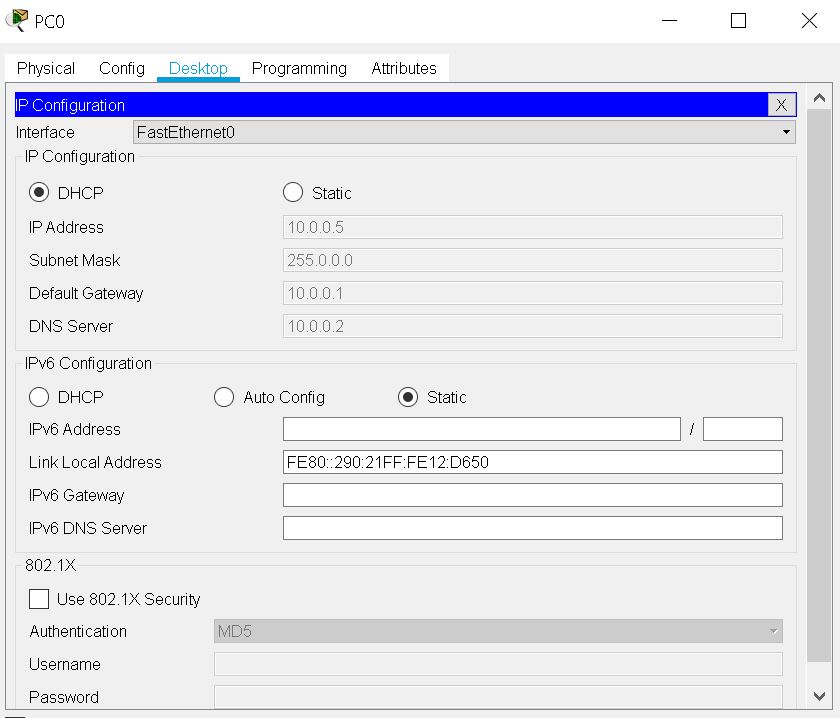 PC0
Physical Config Desktop Programming Attributes
IP Configuration X
Interface FastEthernet0
IP Configuration
DHCP Static
IP Address 10.0.0.5
Subnet Mask 255.0.0.0
Default Gateway 10.0.0.1
DNS Server 10.0.0.2
IPv6 Configuration
DHCP Auto Config Static
IPv6 Address /
Link Local Address FE80::290:21FF:FE12:D650
IPv6 Gateway
IPv6 DNS Server
802.1X
Use 802.1X Security
Authentication MD5
Username
Password